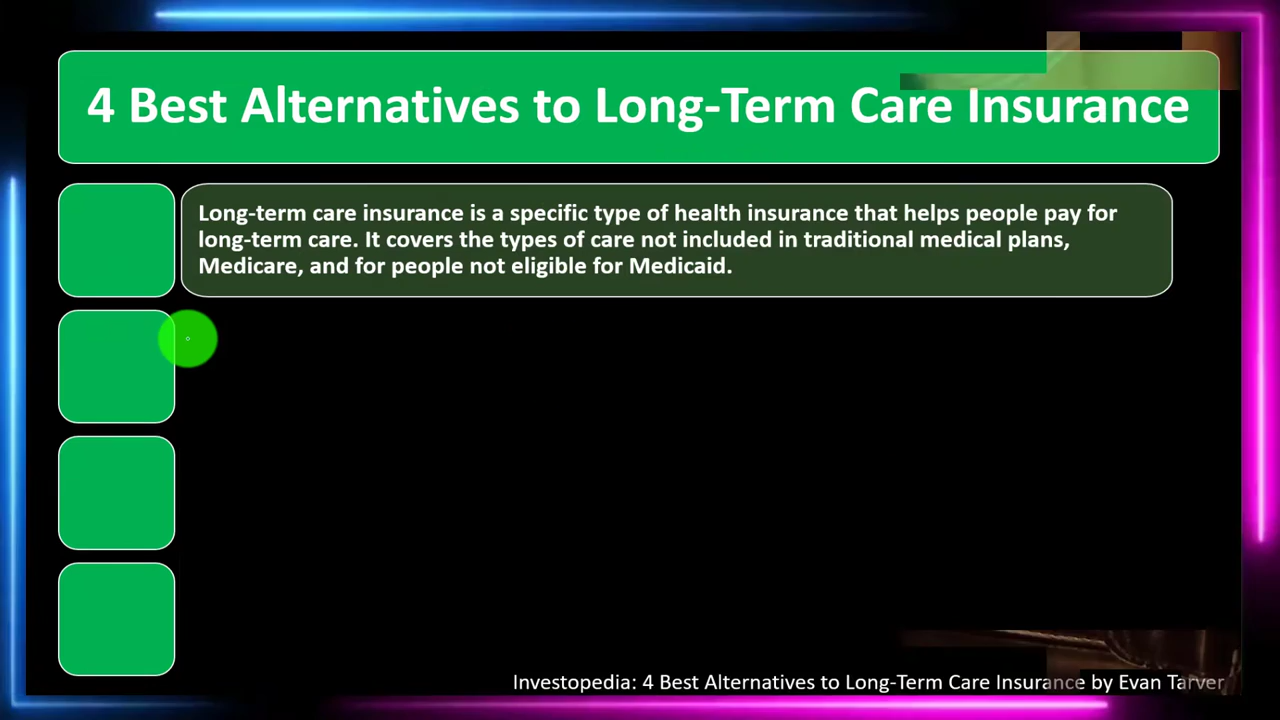 4 Best Alternatives to Long-Term Care Insurance
Long-term care insurance is a specific type of health insurance that helps people pay for
long-term care. It covers the types of care not included in traditional medical plans,
Medicare, and for people not eligible for Medicaid.
Investopedia: 4 Best Alternatives to Long-Term Care Insurance by Evan Tarver